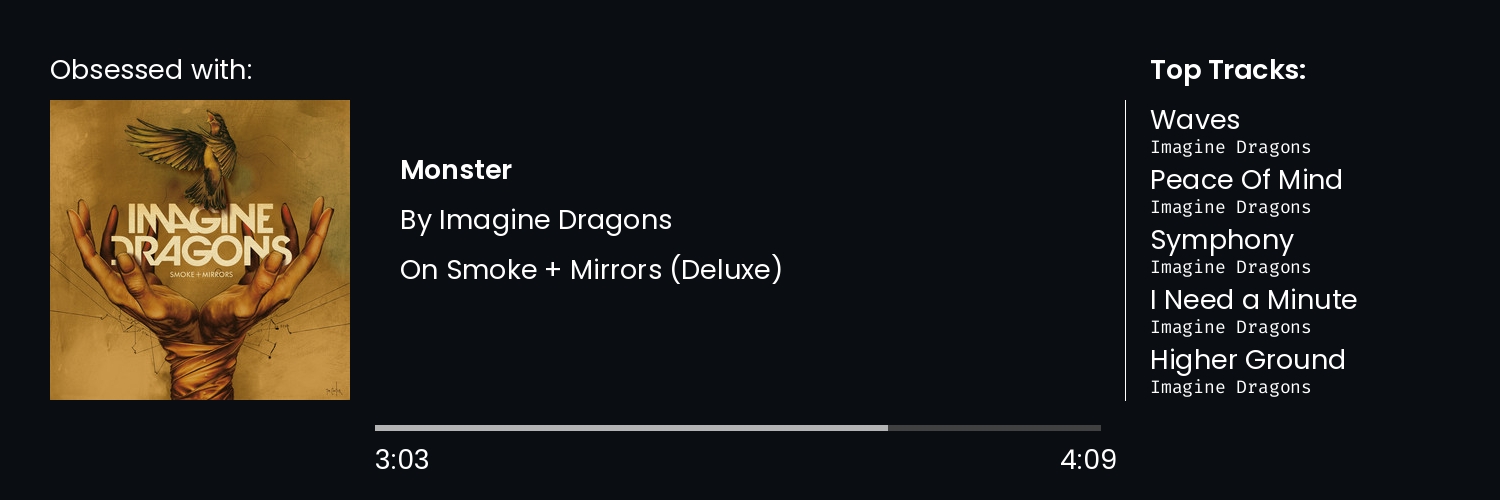 Obsessed with:
IMAGINE
DRAGONS
SMOKE + MIRRORS
Monster
By Imagine Dragons
On Smoke + Mirrors (Deluxe)
3:03
4:09
Top Tracks:
Waves
Imagine Dragons
Peace Of Mind
Imagine Dragons
Symphony
Imagine Dragons
I Need a Minute
Imagine Dragons
Higher Ground
Imagine Dragons